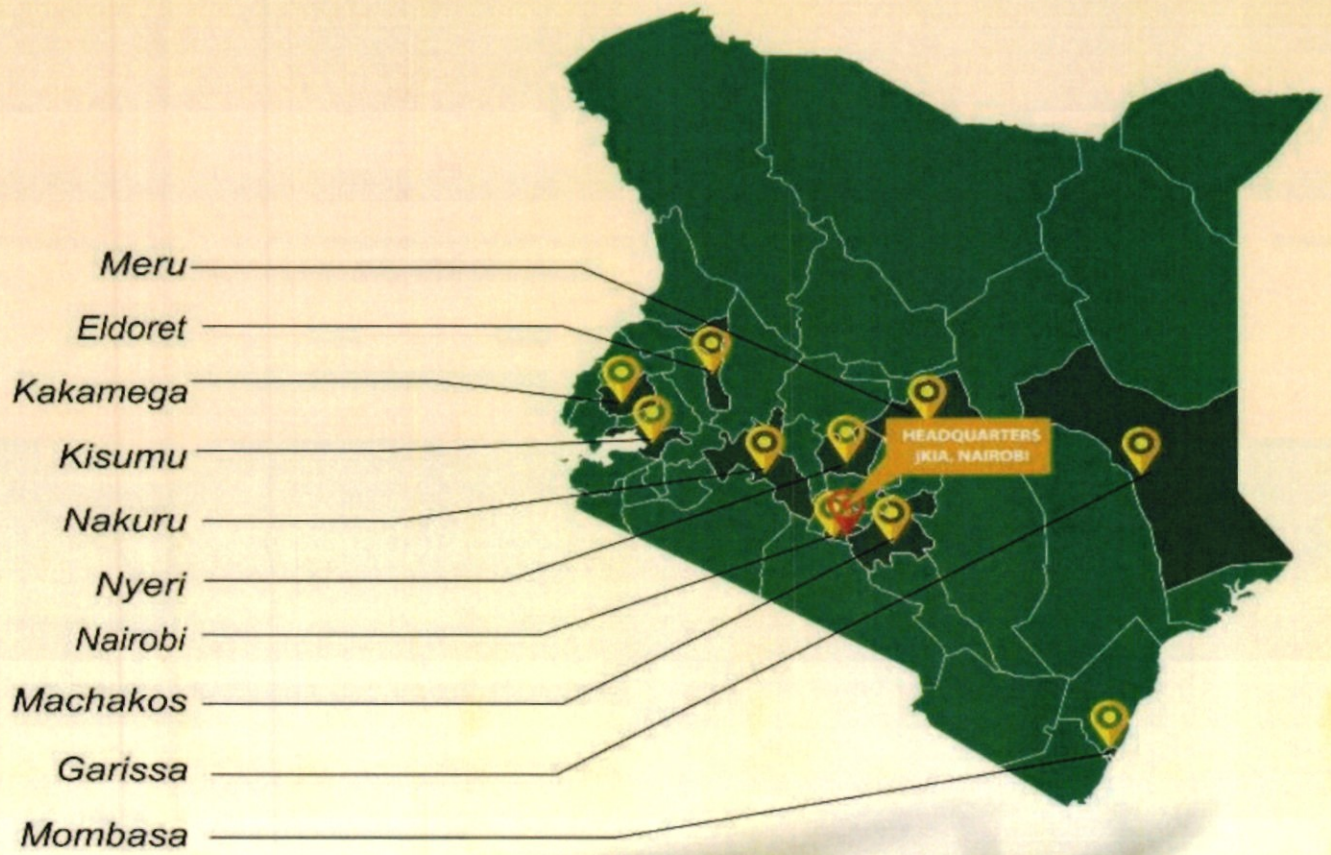 Meru
Eldoret
Kakamega
Kisumu
Nakuru
Nyeri
Nairobi
Machakos
Garissa
Mombasa
HEADQUARTERS
JKIA, NAIROBI